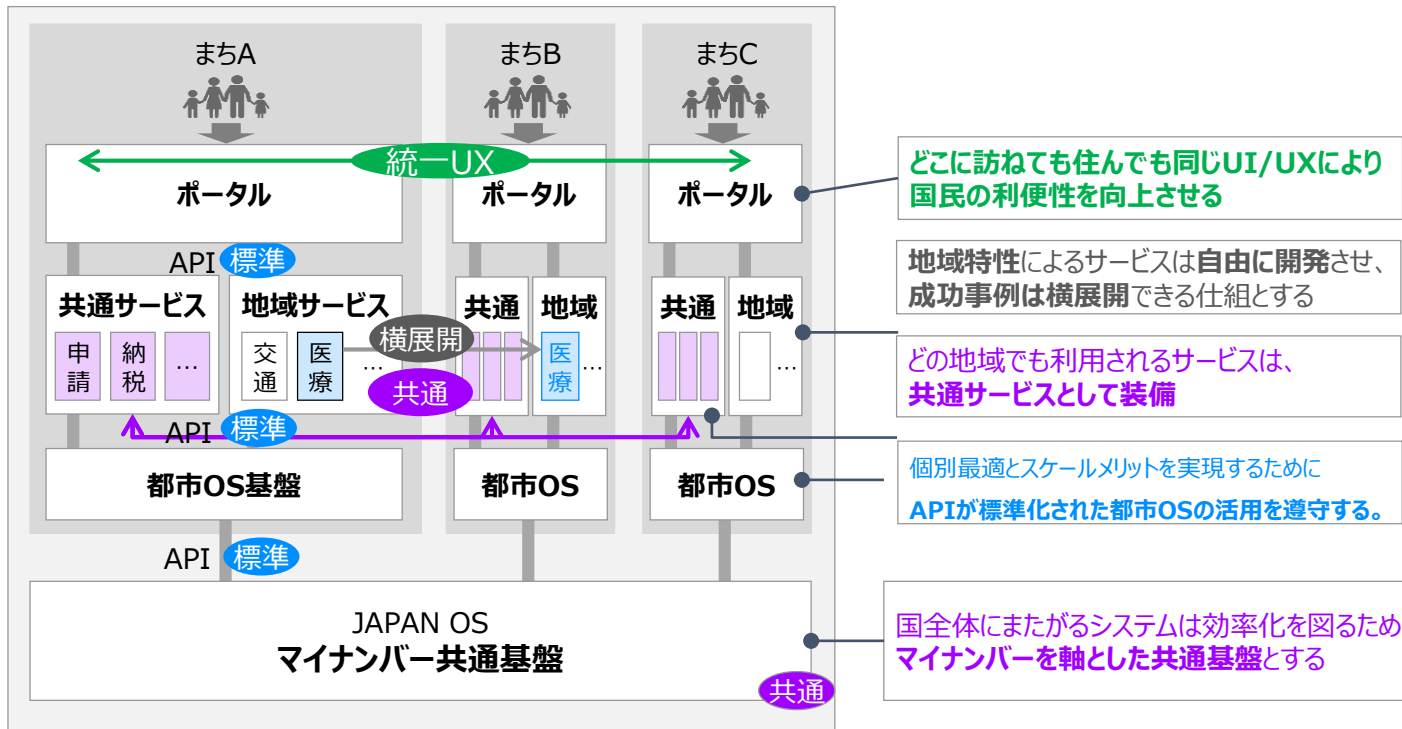 まちA
まちB
まちC
統一UX
ポータル
ポータル
ポータル
API 標準
共通サービス
地域サービス
共通
地域
共通
地域
申請
納税
…
交通
医療
…
横展開
共通
医療
…
…
API 標準
都市OS基盤
都市OS
都市OS
API 標準
JAPAN OS
マイナンバー共通基盤
共通
どこに訪ねても住んでも同じUI/UXにより
国民の利便性を向上させる
地域特性によるサービスは自由に開発させ、
成功事例は横展開できる仕組とする
どの地域でも利用されるサービスは、
共通サービスとして装備
個別最適とスケールメリットを実現するために
APIが標準化された都市OSの活用を遵守する。
国全体にまたがるシステムは効率化を図るため
マイナンバーを軸とした共通基盤とする